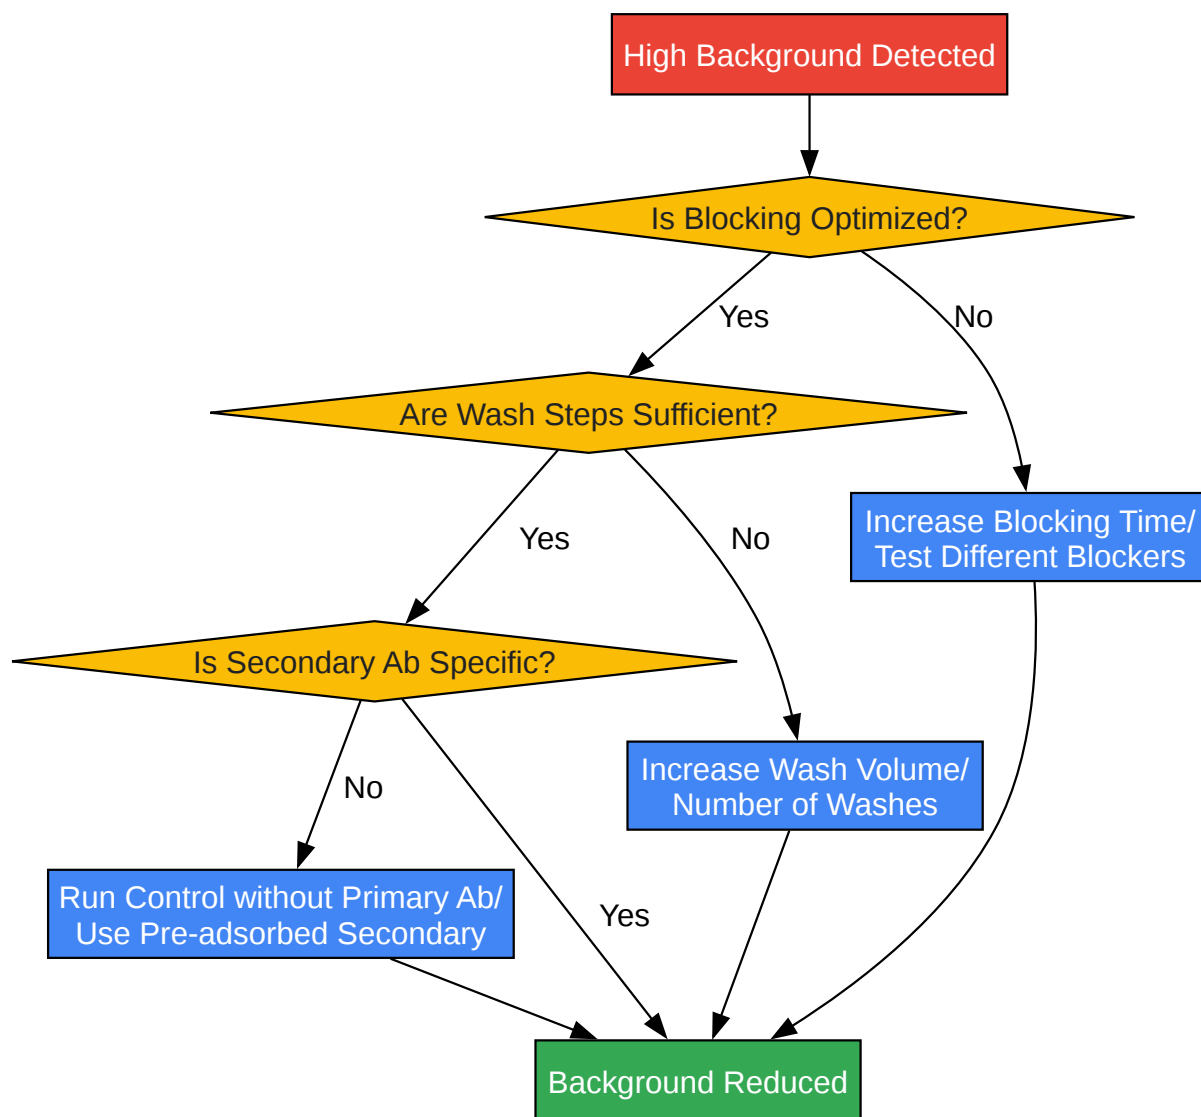 High Background Detected
Is Blocking Optimized?
Yes
No
Are Wash Steps Sufficient?
Increase Blocking Time/
Test Different Blockers
Yes
No
Is Secondary Ab Specific?
Increase Wash Volume/
Number of Washes
No
Run Control without Primary Ab/
Use Pre-adsorbed Secondary
Yes
Background Reduced